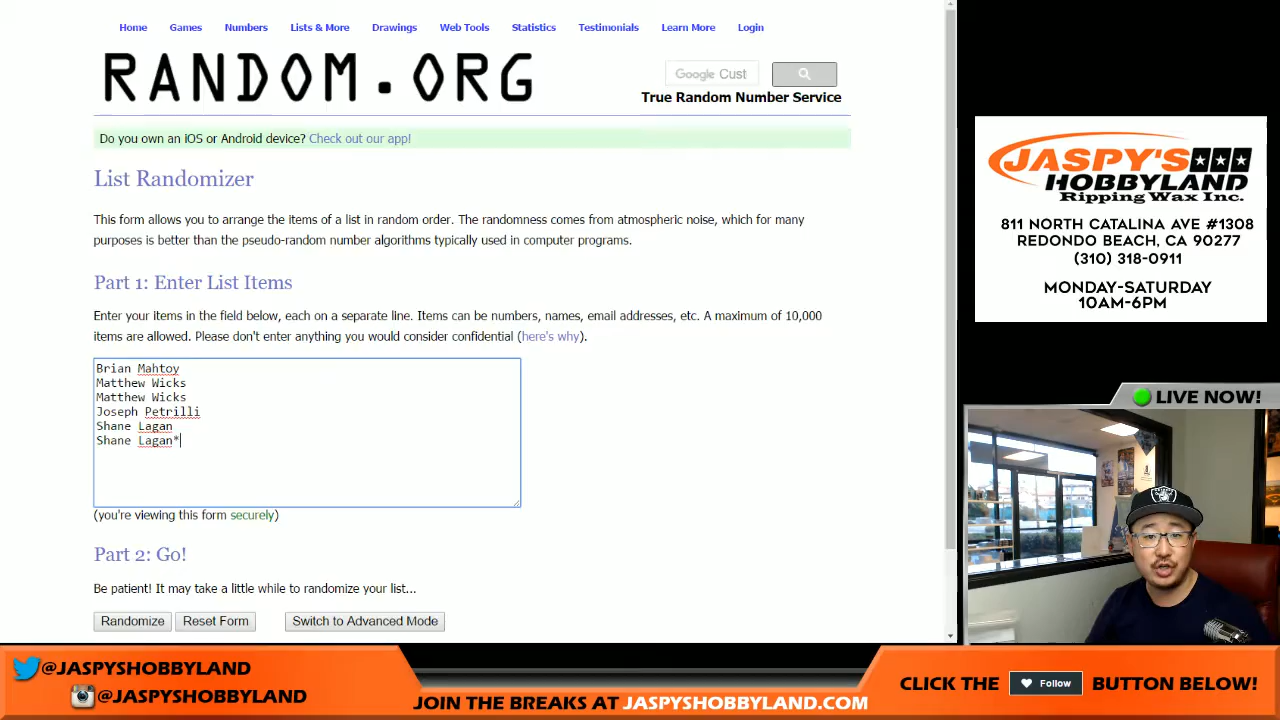 Home Games Numbers Lists & More Drawings Web Tools Statistics Testimonials Learn More Login
RANDOM.ORG
Google Cust
True Random Number Service
Do you own an iOS or Android device? Check out our app!
List Randomizer
This form allows you to arrange the items of a list in random order. The randomness comes from atmospheric noise, which for many
purposes is better than the pseudo-random number algorithms typically used in computer programs.
Part 1: Enter List Items
Enter your items in the field below, each on a separate line. Items can be numbers, names, email addresses, etc. A maximum of 10,000
items are allowed. Please don't enter anything you would consider confidential (here's why).
Brian Mahtoy
Matthew Wicks
Matthew Wicks
Joseph Petrilli
Shane Lagan
Shane Lagan*
(you're viewing this form securely)
Part 2: Go!
Be patient! It may take a little while to randomize your list...
Randomize Reset Form Switch to Advanced Mode
JASPY'S
HOBBYLAND
Ripping Wax Inc.
811 NORTH CATALINA AVE #1308
REDONDO BEACH, CA 90277
(310) 318-0911
MONDAY-SATURDAY
10AM-6PM
LIVE NOW!
@JASPYSHOBBYLAND
@JASPYSHOBBYLAND
JOIN THE BREAKS AT JASPYSHOBBYLAND.COM
CLICK THE Follow BUTTON BELOW!